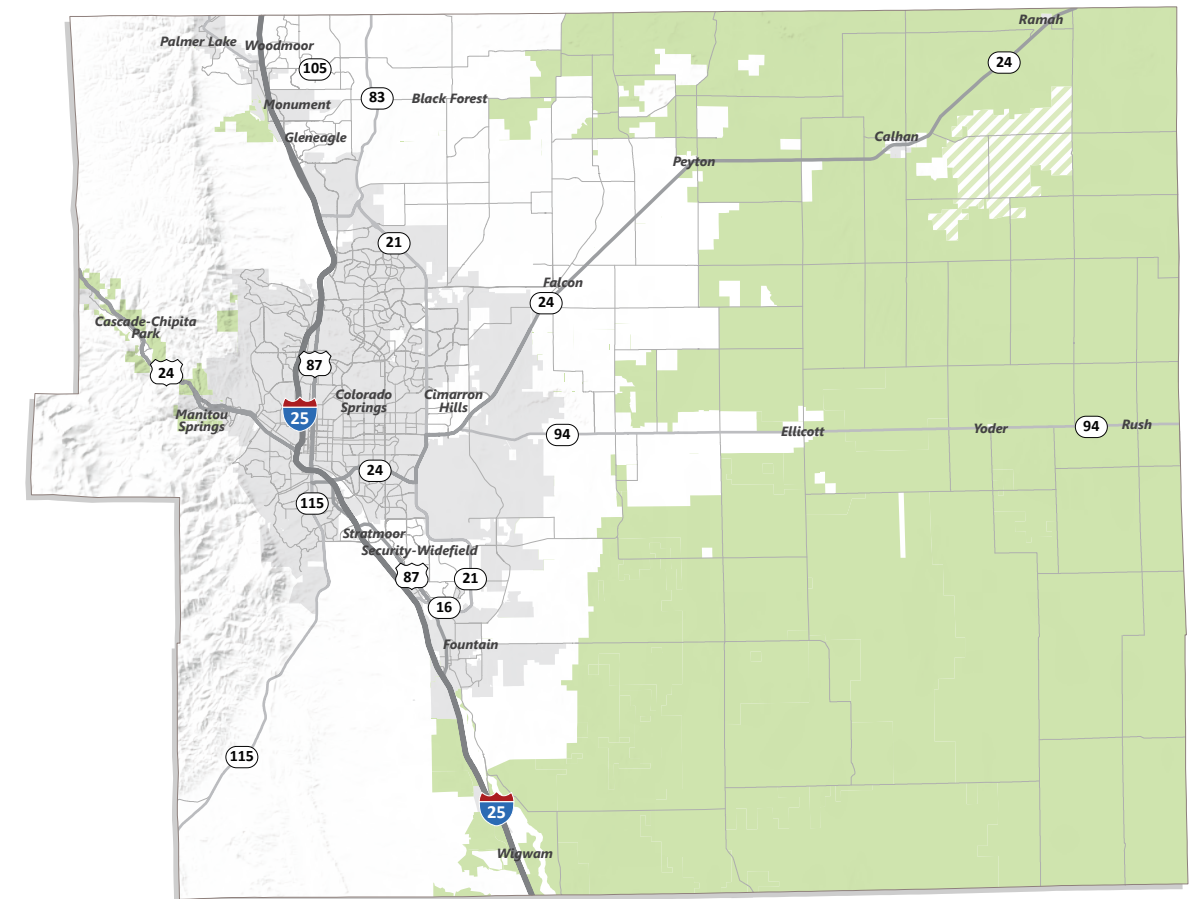 Ramah
Palmer Lake
Woodmoor
24
105
83
Black Forest
Monument
Gleneagle
Calhan
Peyton
21
Falcon
24
Cascade-Chipita
Park
24
87
25
Colorado
Springs
Cimarron
Hills
Manitou
Springs
94
Ellicott
Yoder
94
Rush
24
115
Stratmoor
Security-Widefield
87
21
16
Fountain
115
25
Wigwam